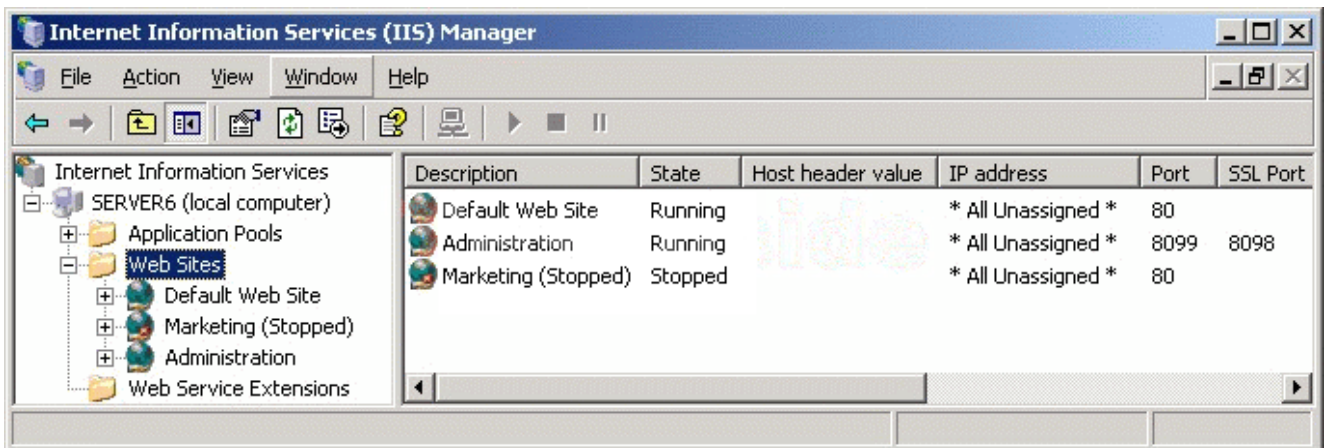 Internet Information Services (IIS) Manager
File Action View Window Help
Internet Information Services
SERVER6 (local computer)
Application Pools
Web Sites
Default Web Site
Marketing (Stopped)
Administration
Web Service Extensions
Description State Host header value IP address Port SSL Port
Default Web Site Running * All Unassigned * 80
Administration Running * All Unassigned * 8099 8098
Marketing (Stopped) Stopped * All Unassigned * 80